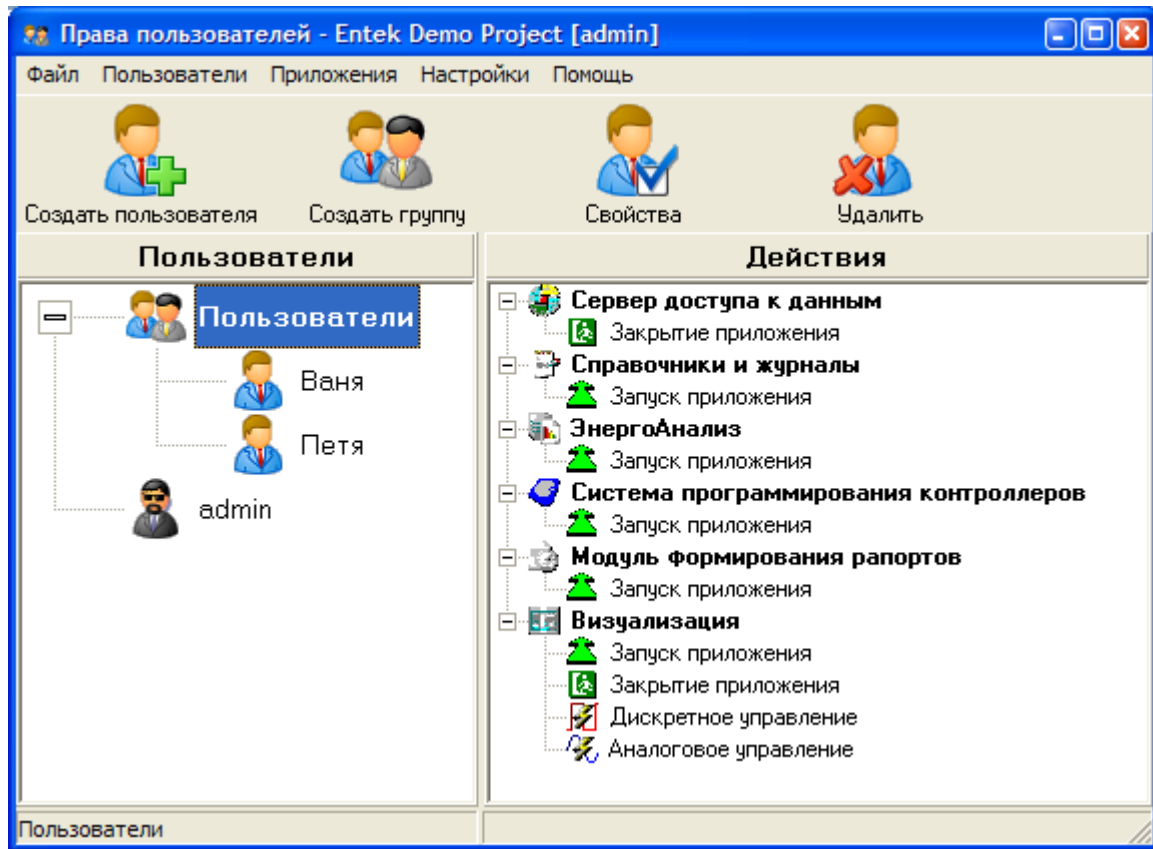 Права пользователей - Entek Demo Project [admin]
Файл Пользователи Приложения Настройки Помощь
Создать пользователя Создать группу Свойства Удалить
Пользователи
Пользователи
Ваня
Петя
admin
Действия
Сервер доступа к данным
Закрытие приложения
Справочники и журналы
Запуск приложения
ЭнергоАнализ
Запуск приложения
Система программирования контроллеров
Запуск приложения
Модуль формирования рапортов
Запуск приложения
Визуализация
Запуск приложения
Закрытие приложения
Дискретное управление
Аналоговое управление
Пользователи